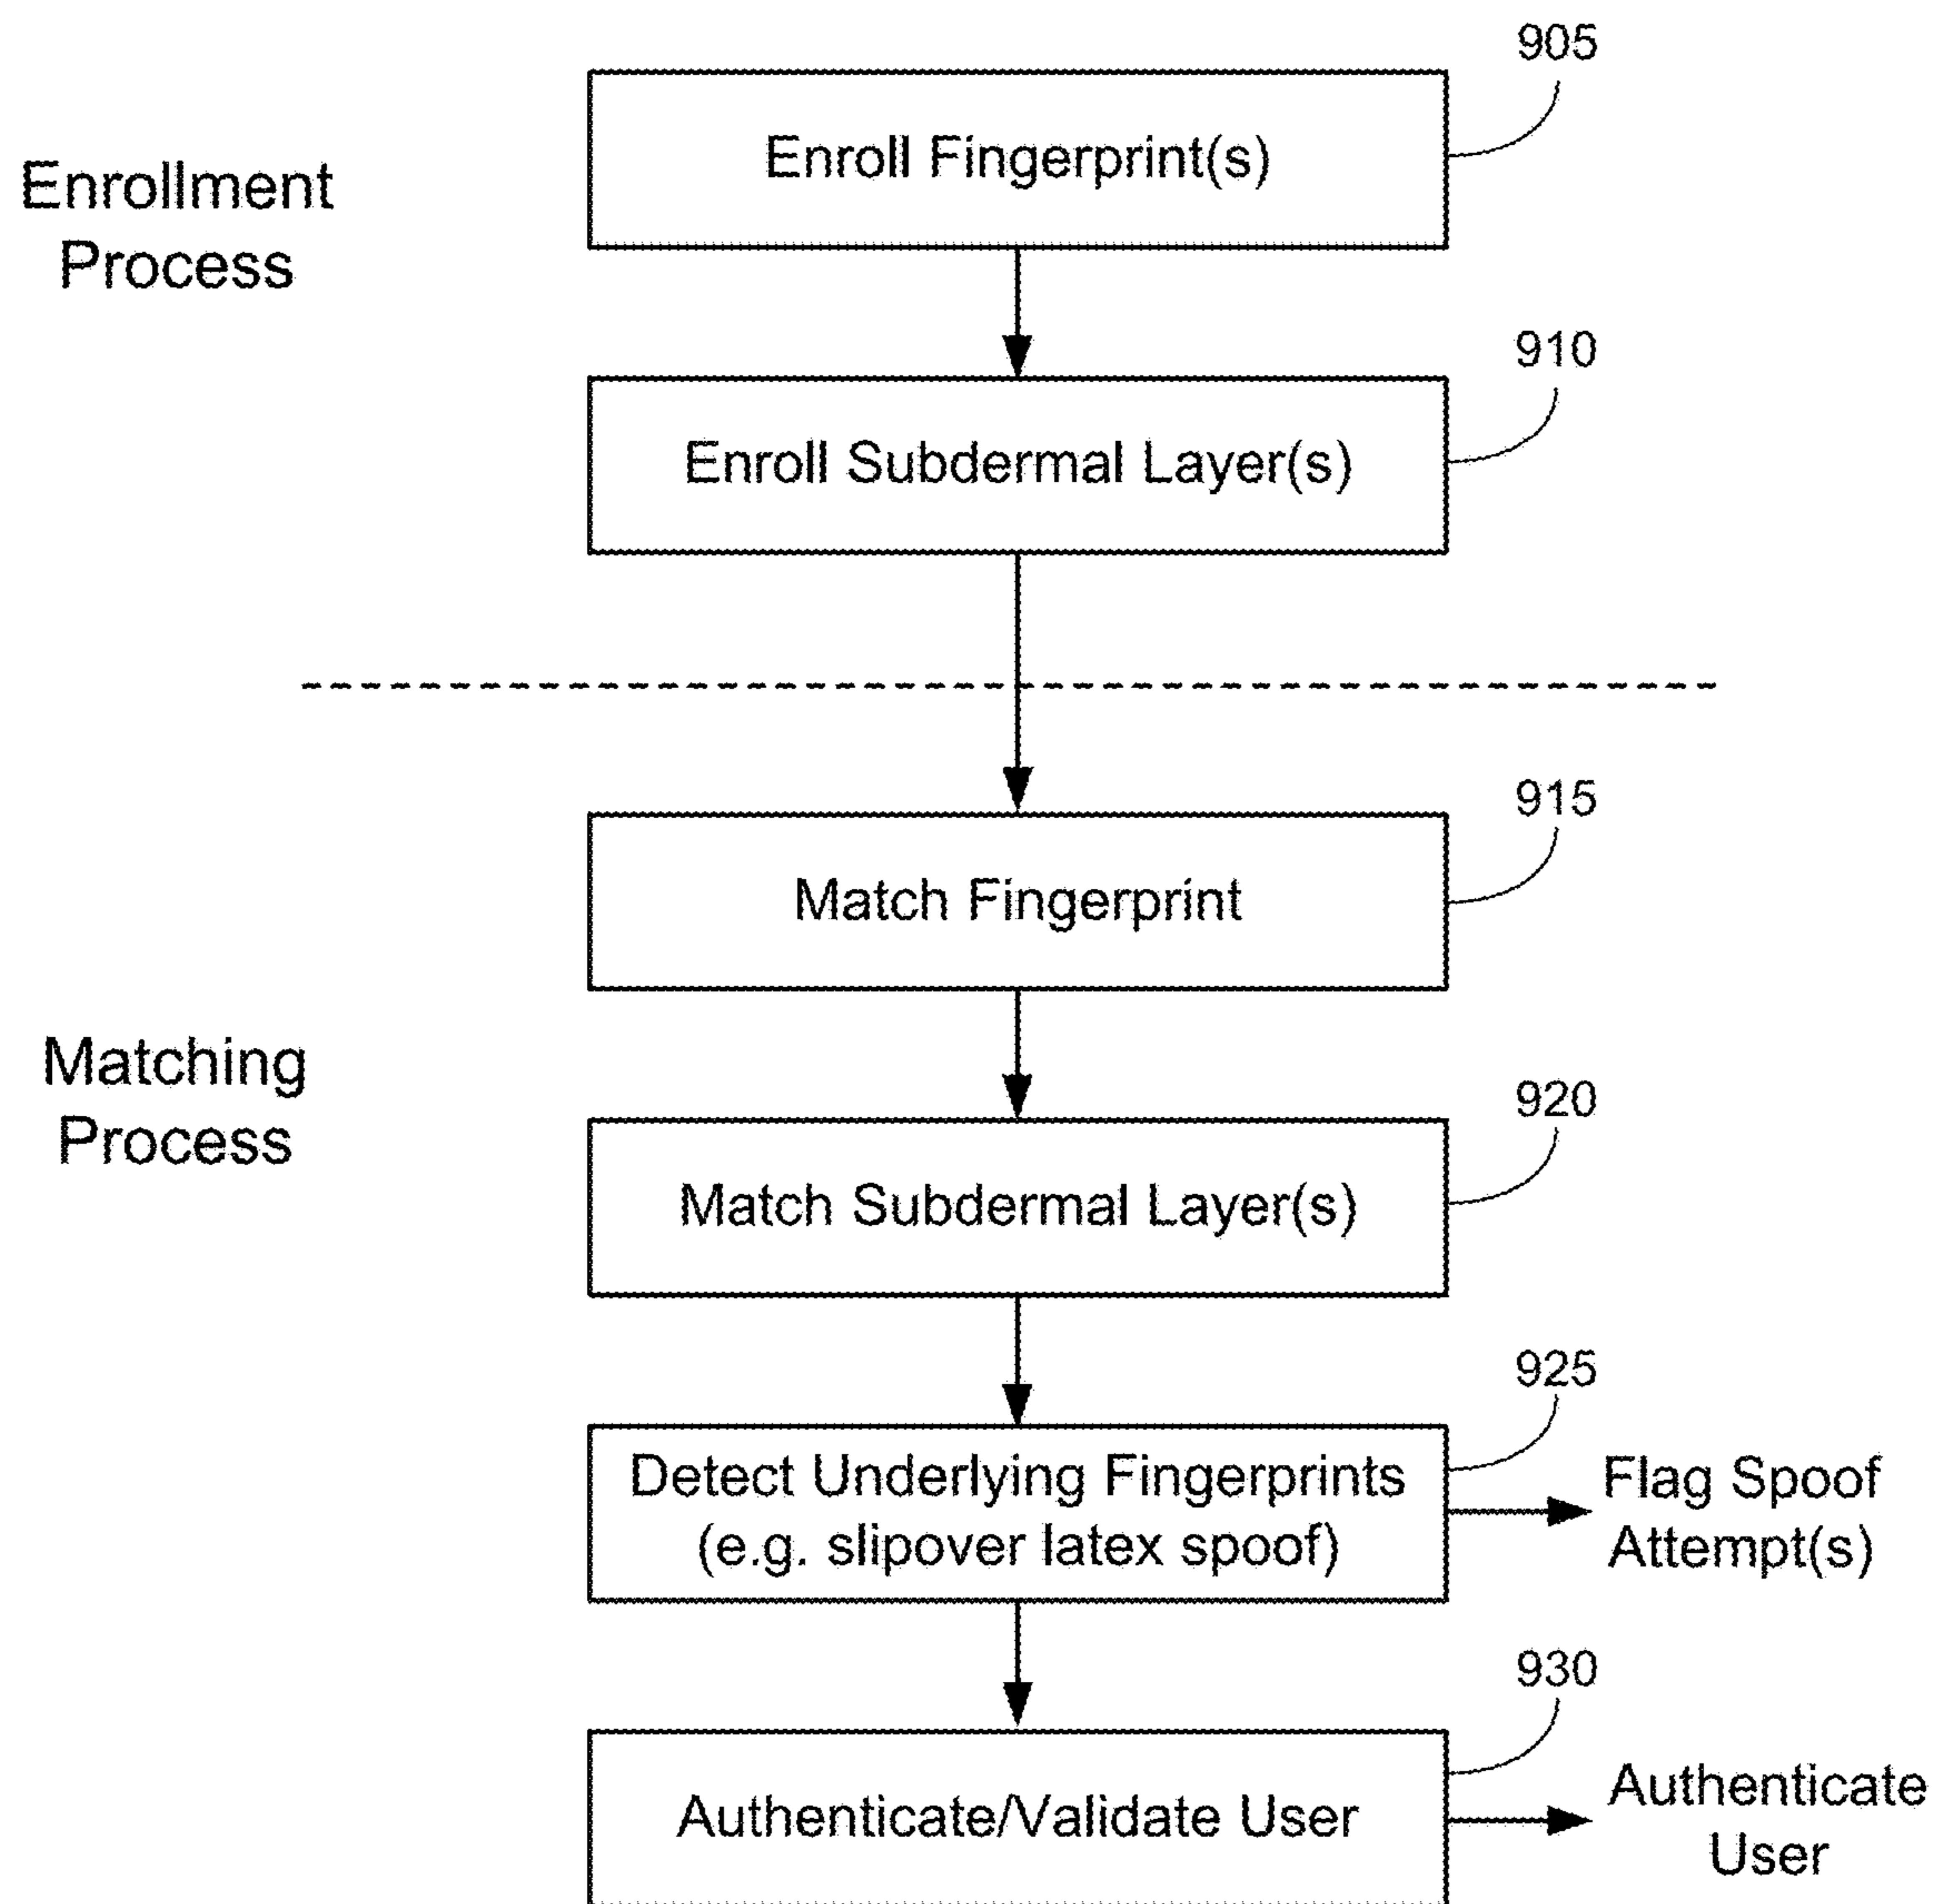 905
Enroll Fingerprint(s)
Enrollment
Process
910
Enroll Subdermal Layer(s)
915
Match Fingerprint
Matching
Process
920
Match Subdermal Layer(s)
925
Detect Underlying Fingerprints
(e.g. slipover latex spoof)
Flag Spoof
Attempt(s)
930
Authenticate/Validate User
Authenticate
User